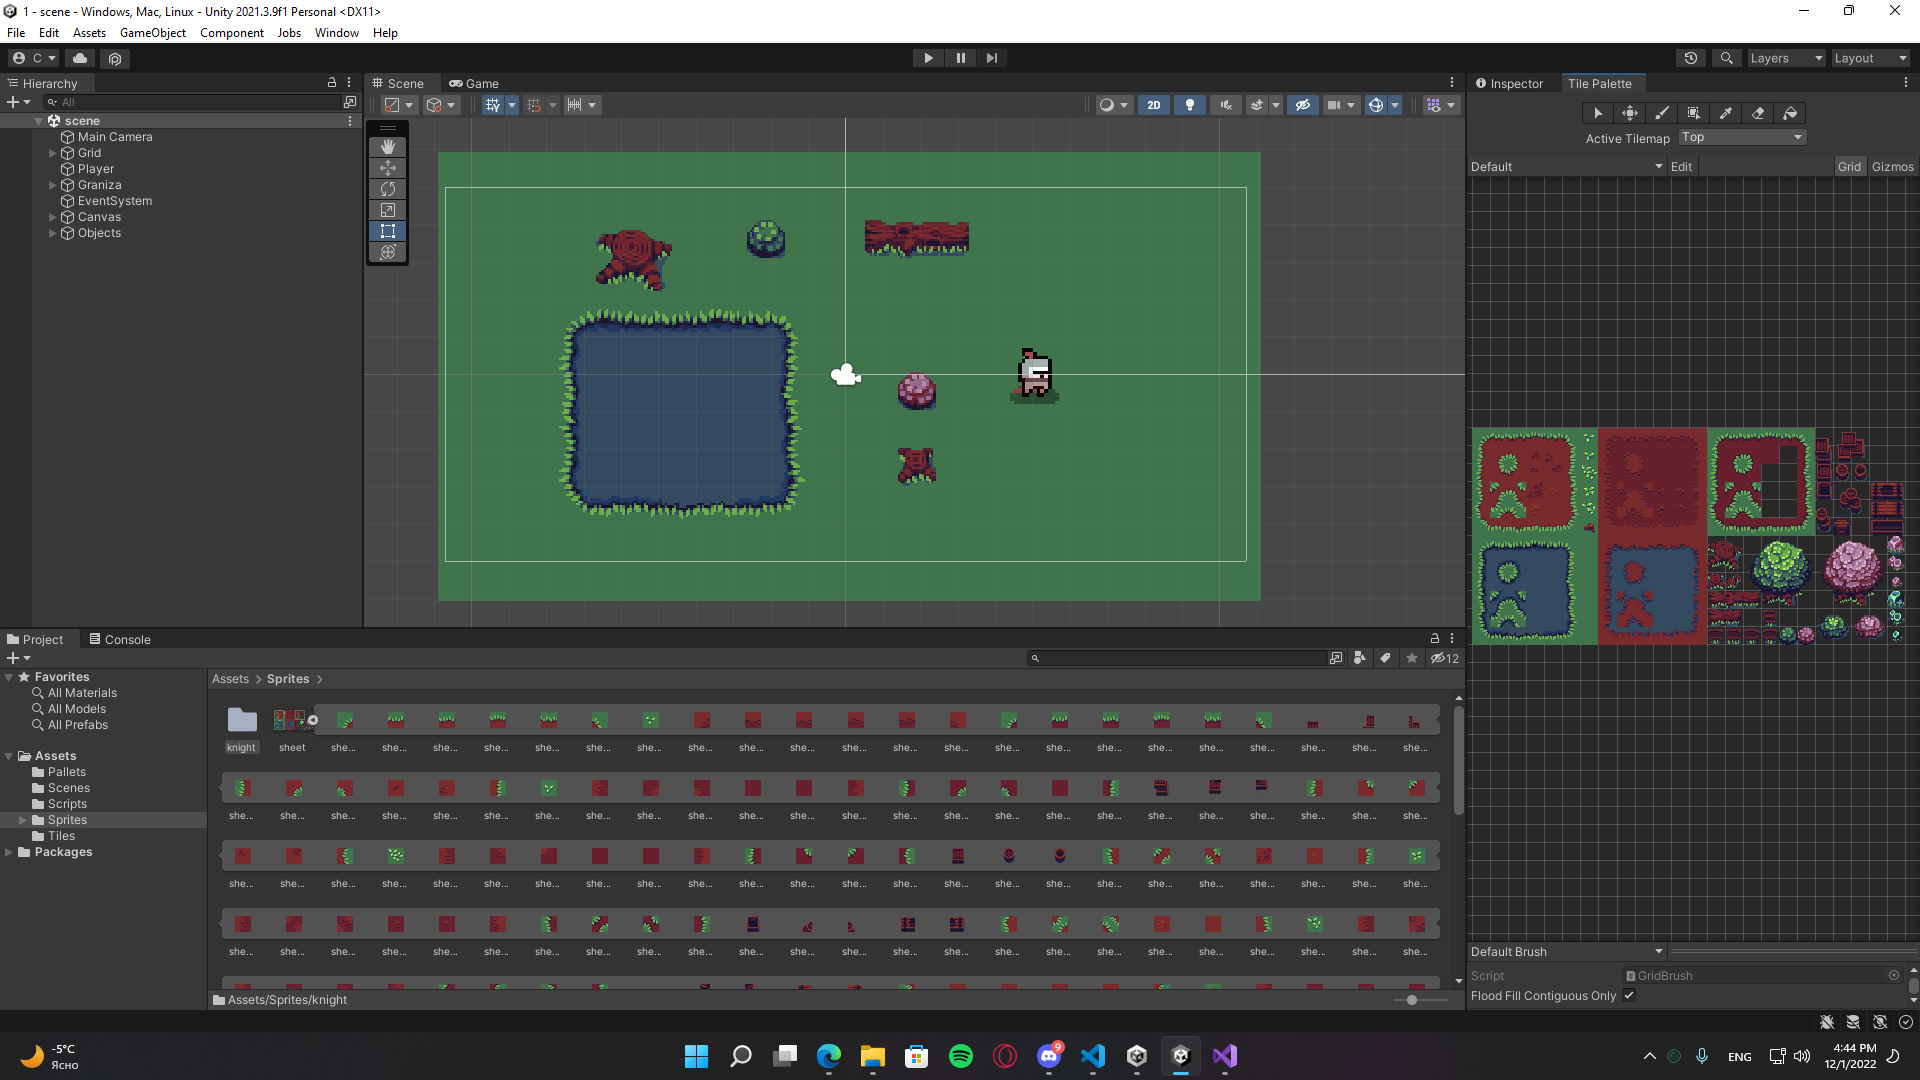 1 - scene - Windows, Mac, Linux - Unity 2021.3.9f1 Personal <DX11>
File Edit Assets GameObject Component Jobs Window Help
C
Layers Layout
Hierarchy
Scene Game
Inspector Tile Palette
All
2D
scene
Main Camera
Grid
Player
Graniza
EventSystem
Canvas
Objects
Active Tilemap Top
Default Edit Grid Gizmos
Project Console
12
Favorites
All Materials
All Models
All Prefabs
Assets
Pallets
Scenes
Scripts
Sprites
Tiles
Packages
Assets > Sprites >
knight sheet she... she... she... she... she... she... she... she... she... she... she... she... she... she... she... she... she... she... she... she... she... she...
she... she... she... she... she... she... she... she... she... she... she... she... she... she... she... she... she... she... she... she... she... she... she... she...
she... she... she... she... she... she... she... she... she... she... she... she... she... she... she... she... she... she... she... she... she... she... she... she...
she... she... she... she... she... she... she... she... she... she... she... she... she... she... she... she... she... she... she... she... she... she... she... she...
Assets/Sprites/knight
Default Brush
Script GridBrush
Flood Fill Contiguous Only
-5°C
Ясно
9
ENG
4:44 PM
12/1/2022